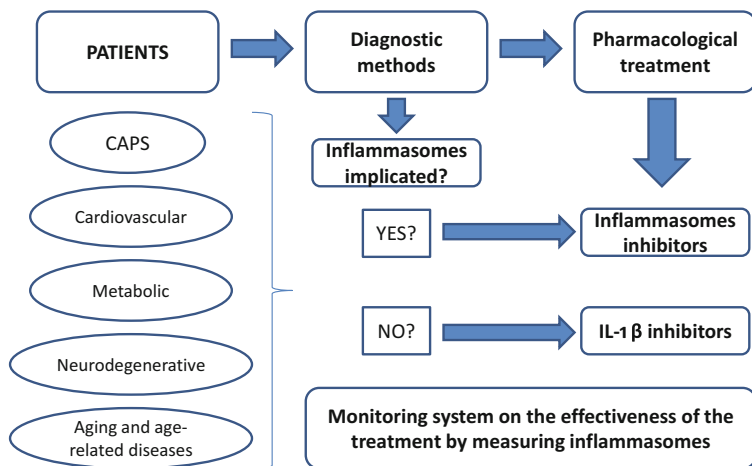 PATIENTS
Diagnostic
methods
Pharmacological
treatment
CAPS
Cardiovascular
Metabolic
Neurodegenerative
Aging and age-
related diseases
Inflammasomes
implicated?
YES?
Inflammasomes
inhibitors
NO?
IL-1 β inhibitors
Monitoring system on the effectiveness of the
treatment by measuring inflammasomes